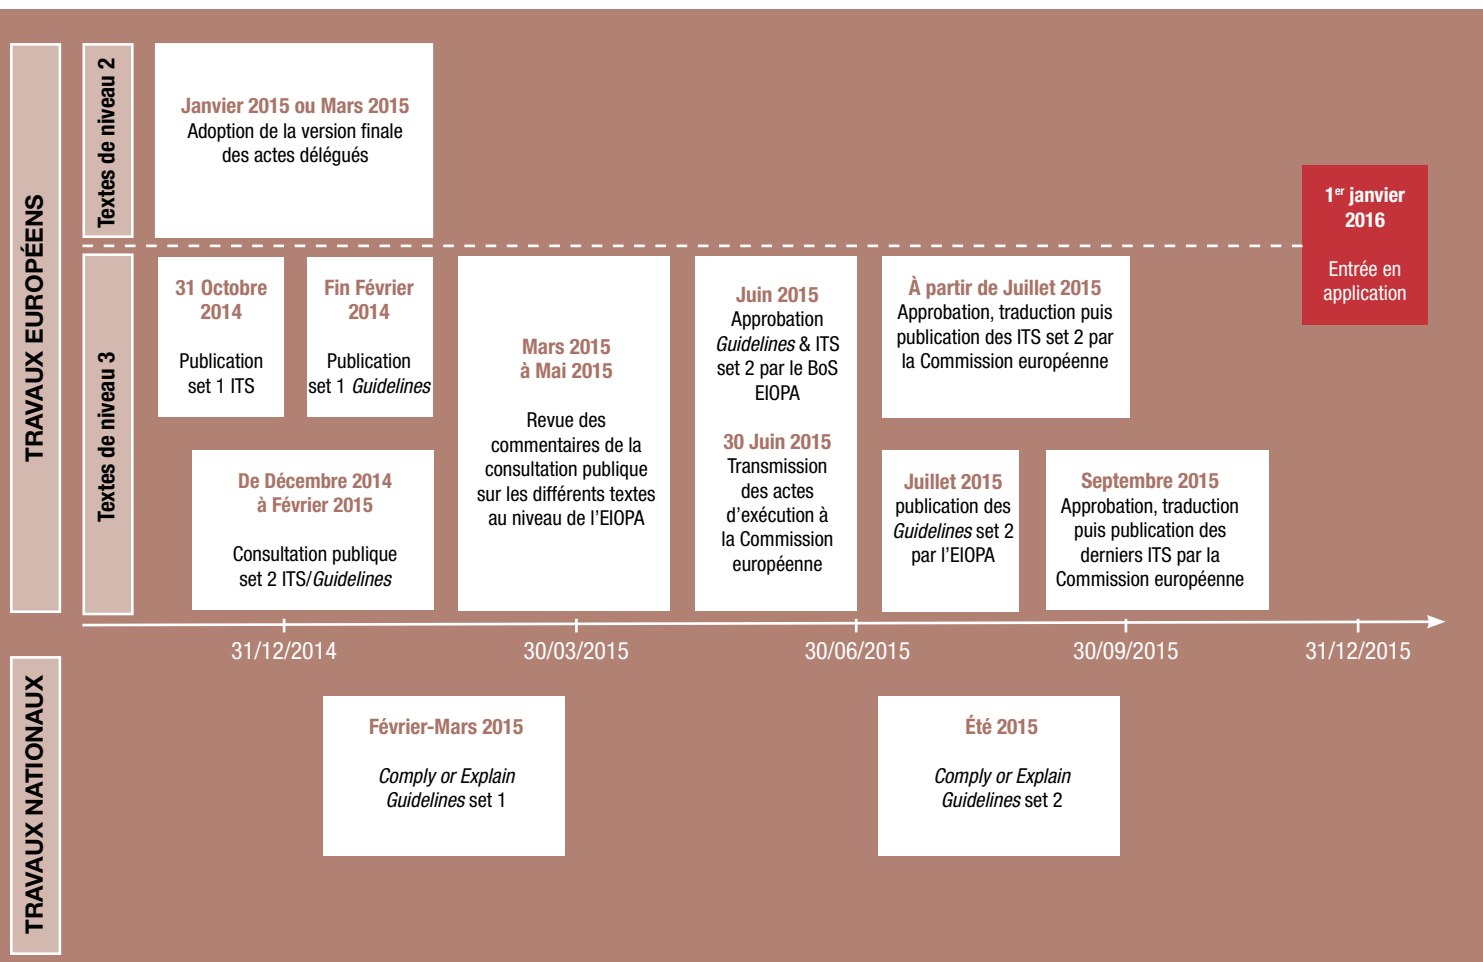 TRAVAUX EUROPÉENS
Textes de niveau 2
Janvier 2015 ou Mars 2015
Adoption de la version finale
des actes délégués
1er janvier
2016
Entrée en
application
Textes de niveau 3
31 Octobre
2014
Publication
set 1 ITS
Fin Février
2014
Publication
set 1 Guidelines
De Décembre 2014
à Février 2015
Consultation publique
set 2 ITS/Guidelines
Mars 2015
à Mai 2015
Revue des
commentaires de la
consultation publique
sur les différents textes
au niveau de l’EIOPA
Juin 2015
Approbation
Guidelines & ITS
set 2 par le BoS
EIOPA
30 Juin 2015
Transmission
des actes
d’exécution à
la Commission
européenne
À partir de Juillet 2015
Approbation, traduction puis
publication des ITS set 2 par
la Commission européenne
Juillet 2015
publication des
Guidelines set 2
par l’EIOPA
Septembre 2015
Approbation, traduction
puis publication des
derniers ITS par la
Commission européenne
31/12/2014
30/03/2015
30/06/2015
30/09/2015
31/12/2015
TRAVAUX NATIONAUX
Février-Mars 2015
Comply or Explain
Guidelines set 1
Été 2015
Comply or Explain
Guidelines set 2